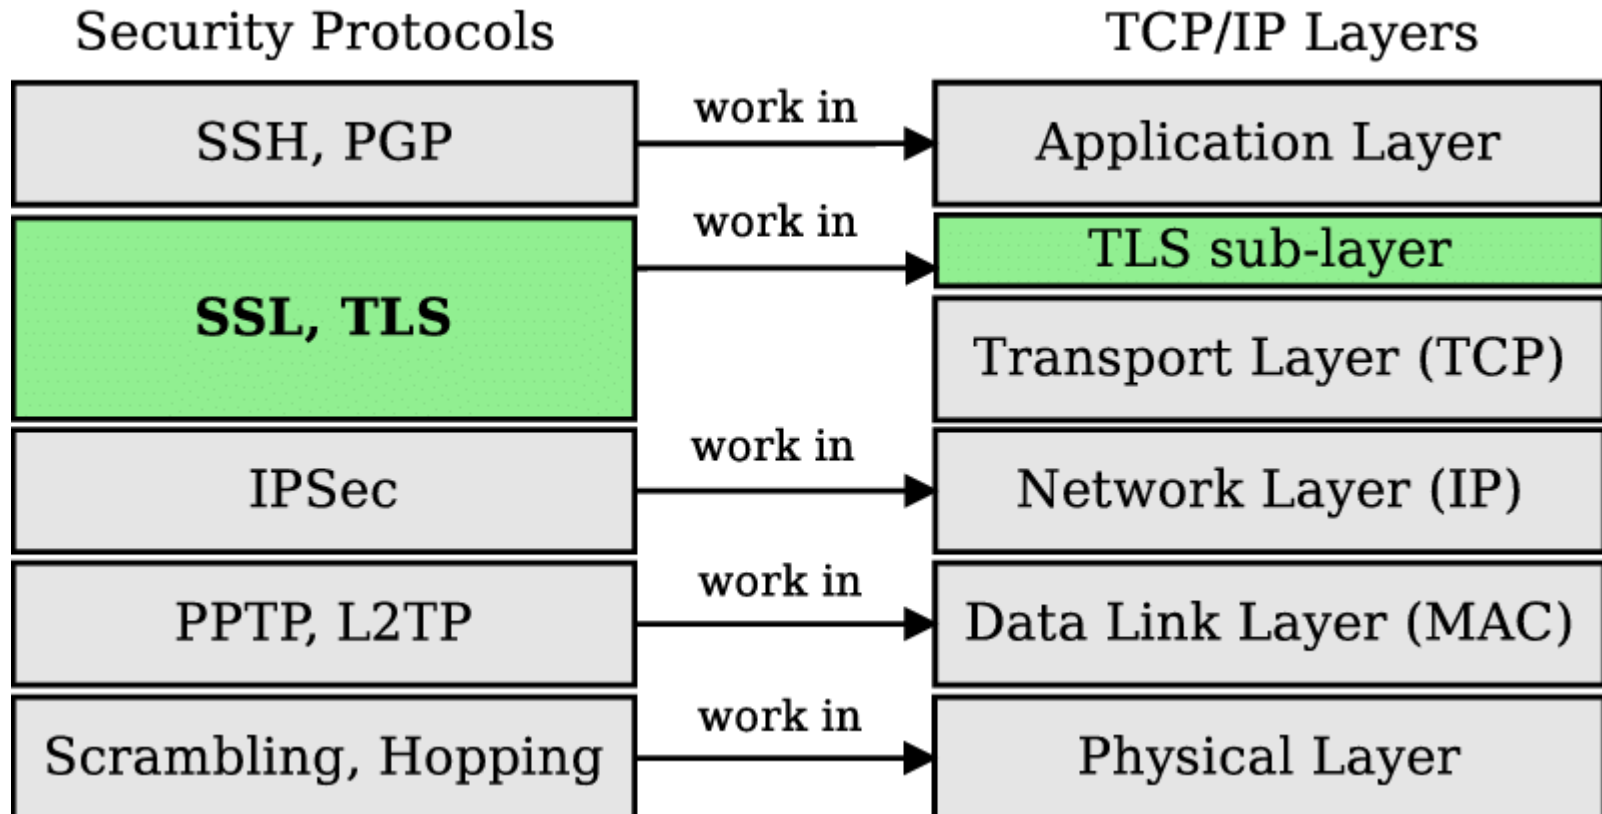 Security Protocols
TCP/IP Layers
SSH, PGP
work in
Application Layer
SSL, TLS
work in
TLS sub-layer
Transport Layer (TCP)
IPSec
work in
Network Layer (IP)
PPTP, L2TP
work in
Data Link Layer (MAC)
Scrambling, Hopping
work in
Physical Layer